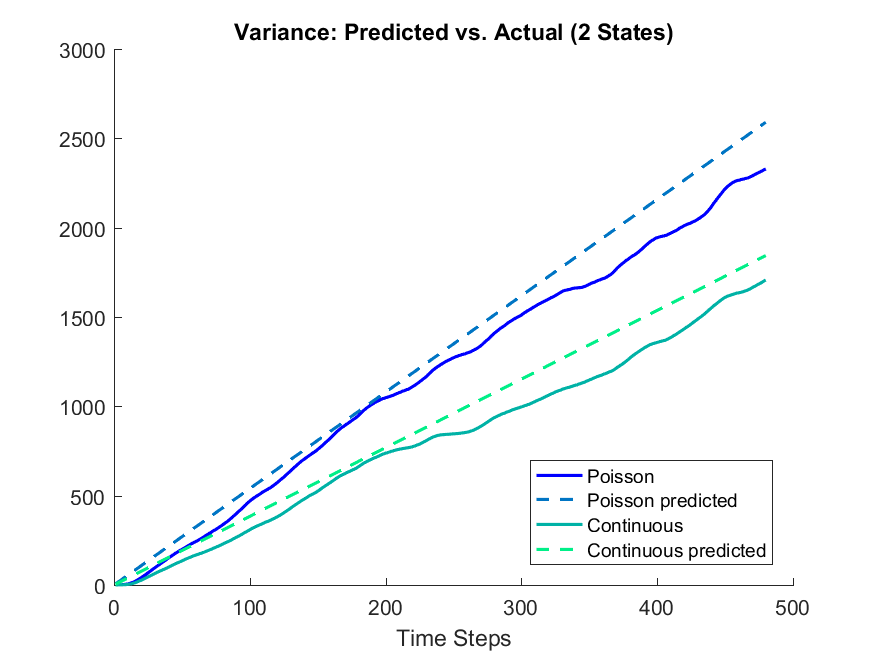 Variance: Predicted vs. Actual (2 States)
3000
2500
2000
1500
1000
500
0
Poisson
Poisson predicted
Continuous
Continuous predicted
0 100 200 300 400 500
Time Steps